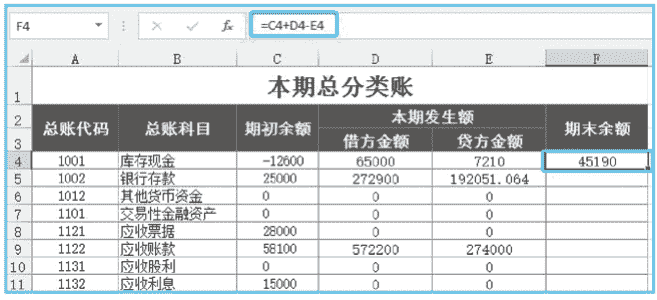 F4 fx =C4+D4-E4
A B C D E F
1 本期总分类账
2 总账代码 总账科目 期初余额 本期发生额 期末余额
3 借方金额 贷方金额
4 1001 库存现金 -12600 65000 7210 45190
5 1002 银行存款 25000 272900 192051.064
6 1012 其他货币资金 0 0 0
7 1101 交易性金融资产 0 0 0
8 1121 应收票据 28000 0 0
9 1122 应收账款 58100 572200 274000
10 1131 应收股利 0 0 0
11 1132 应收利息 15000 0 0